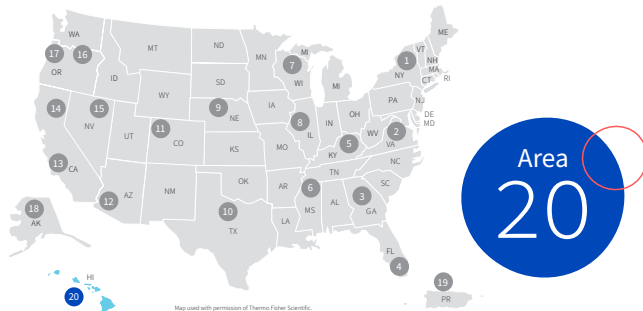 WA
MT
ND
MN
MI
VT
ME
NH
MA
RI
CT
NY
1
17
16
OR
ID
SD
WI
7
MI
WY
14
15
9
NE
IA
8
IL
IN
OH
PA
NJ
DE
MD
WV
2
VA
NV
UT
11
CO
KS
MO
KY
5
13
CA
12
AZ
NM
OK
AR
6
TN
NC
SC
MS
AL
3
GA
10
TX
LA
FL
4
18
AK
HI
20
19
PR
Map used with permission of Thermo Fisher Scientific.
Area
20